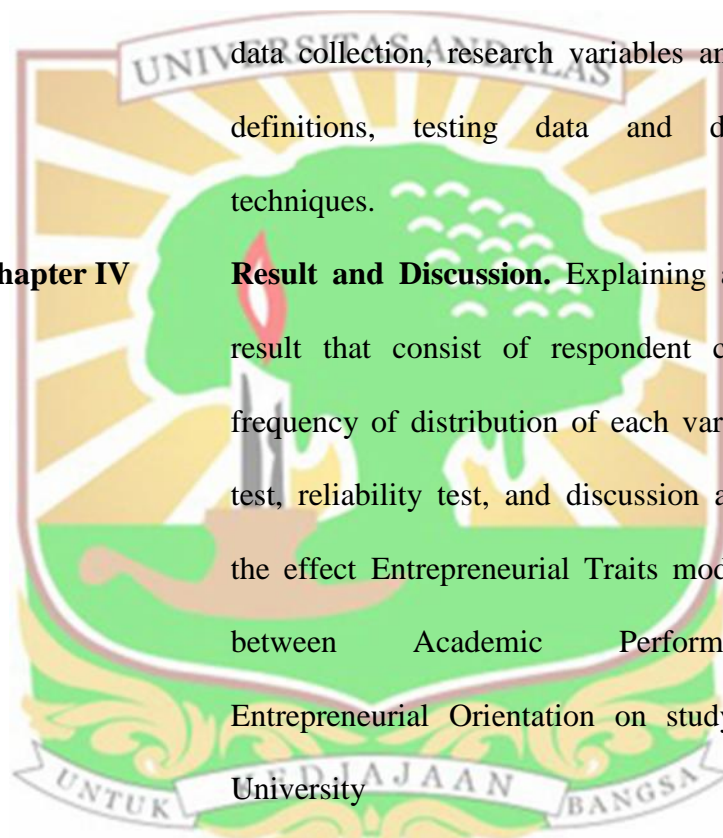 UNIVERSITAS ANDALAS
data collection, research variables an
definitions, testing data and d
techniques.
hapter IV Result and Discussion. Explaining a
result that consist of respondent c
frequency of distribution of each var
test, reliability test, and discussion a
the effect Entrepreneurial Traits mod
between Academic Perform
Entrepreneurial Orientation on study
University
UNTUK KEDJAJAAN BANGSA